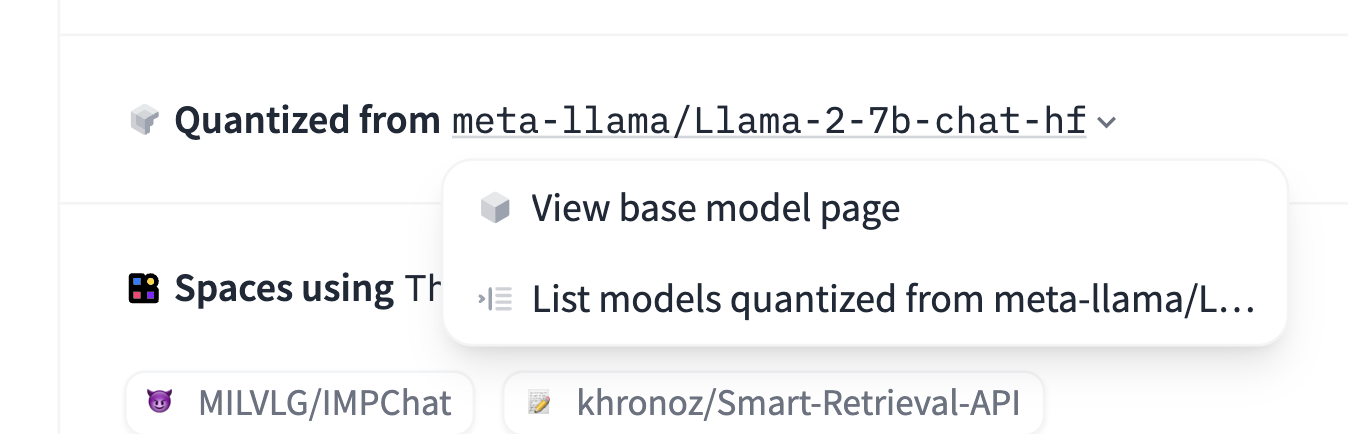 Quantized from meta-llama/Llama-2-7b-chat-hf
View base model page
List models quantized from meta-llama/L...
Spaces using Th
MILVLG/IMPChat khronoz/Smart-Retrieval-API